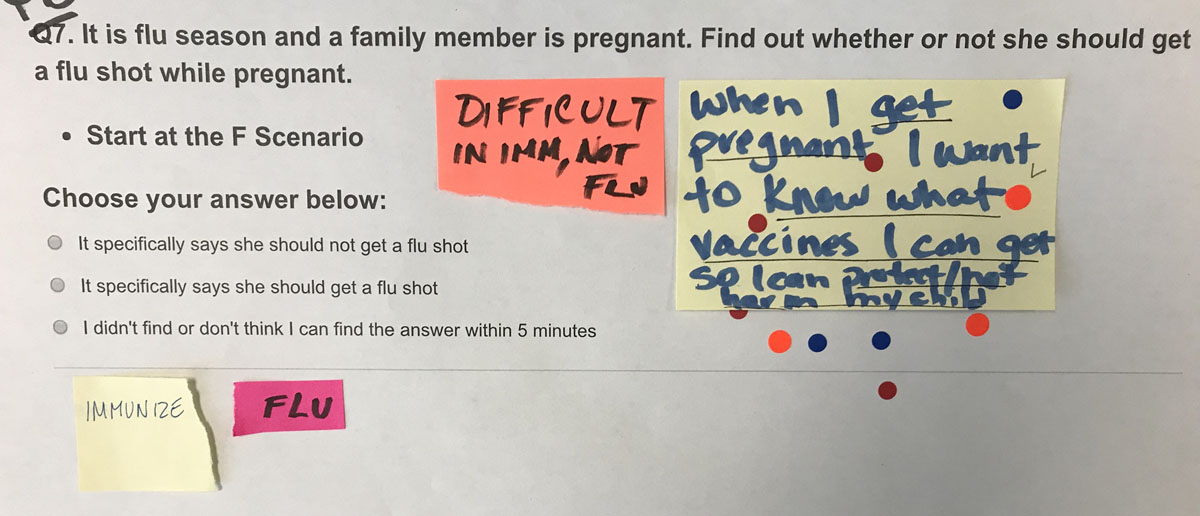 Q7. It is flu season and a family member is pregnant. Find out whether or not she should get
a flu shot while pregnant.
• Start at the F Scenario
DIFFICULT
IN IMM, NOT
FLU
When I get
pregnant, I want
to know what
vaccines I can get
so I can protect/not
harm my child
Choose your answer below:
It specifically says she should not get a flu shot
It specifically says she should get a flu shot
I didn't find or don't think I can find the answer within 5 minutes
IMMUNIZE
FLU